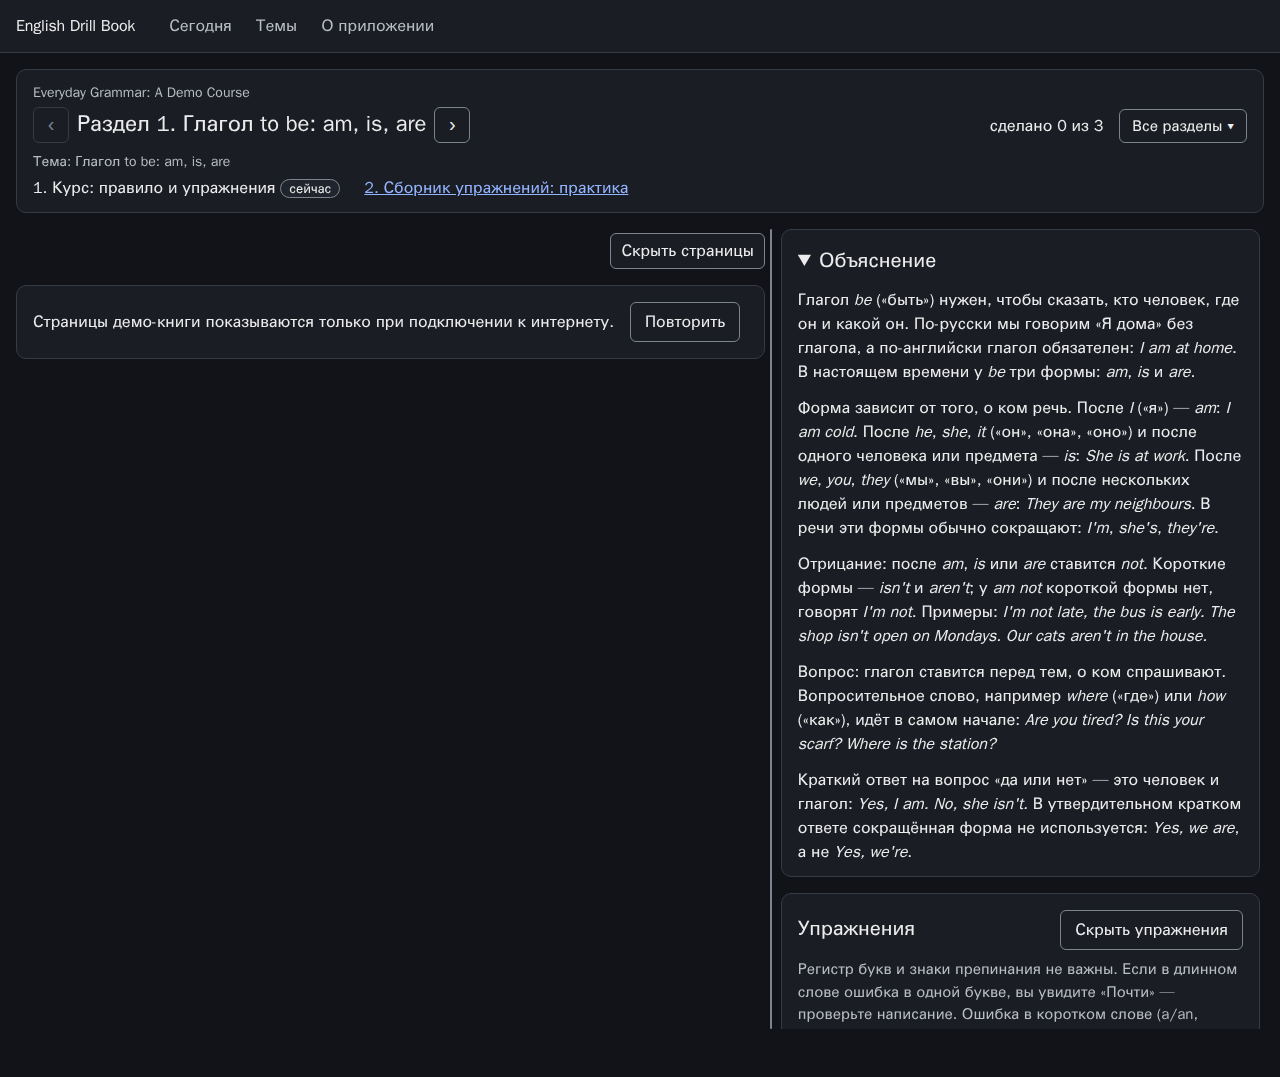 English Drill Book Сегодня Темы О приложении
Everyday Grammar: A Demo Course
‹ Раздел 1. Глагол to be: am, is, are ›
сделано 0 из 3 Все разделы ▾
Тема: Глагол to be: am, is, are
1. Курс: правило и упражнения сейчас 2. Сборник упражнений: практика
Скрыть страницы
Страницы демо-книги показываются только при подключении к интернету. Повторить
▼ Объяснение
Глагол be («быть») нужен, чтобы сказать, кто человек, где
он и какой он. По-русски мы говорим «Я дома» без
глагола, а по-английски глагол обязателен: I am at home.
В настоящем времени у be три формы: am, is и are.
Форма зависит от того, о ком речь. После I («я») — am: I
am cold. После he, she, it («он», «она», «оно») и после
одного человека или предмета — is: She is at work. После
we, you, they («мы», «вы», «они») и после нескольких
людей или предметов — are: They are my neighbours. В
речи эти формы обычно сокращают: I'm, she's, they're.
Отрицание: после am, is или are ставится not. Короткие
формы — isn't и aren't; у am not короткой формы нет,
говорят I'm not. Примеры: I'm not late, the bus is early. The
shop isn't open on Mondays. Our cats aren't in the house.
Вопрос: глагол ставится перед тем, о ком спрашивают.
Вопросительное слово, например where («где») или how
(«как»), идёт в самом начале: Are you tired? Is this your
scarf? Where is the station?
Краткий ответ на вопрос «да или нет» — это человек и
глагол: Yes, I am. No, she isn't. В утвердительном кратком
ответе сокращённая форма не используется: Yes, we are,
а не Yes, we're.
Упражнения Скрыть упражнения
Регистр букв и знаки препинания не важны. Если в длинном
слове ошибка в одной букве, вы увидите «Почти» —
проверьте написание. Ошибка в коротком слове (a/an,